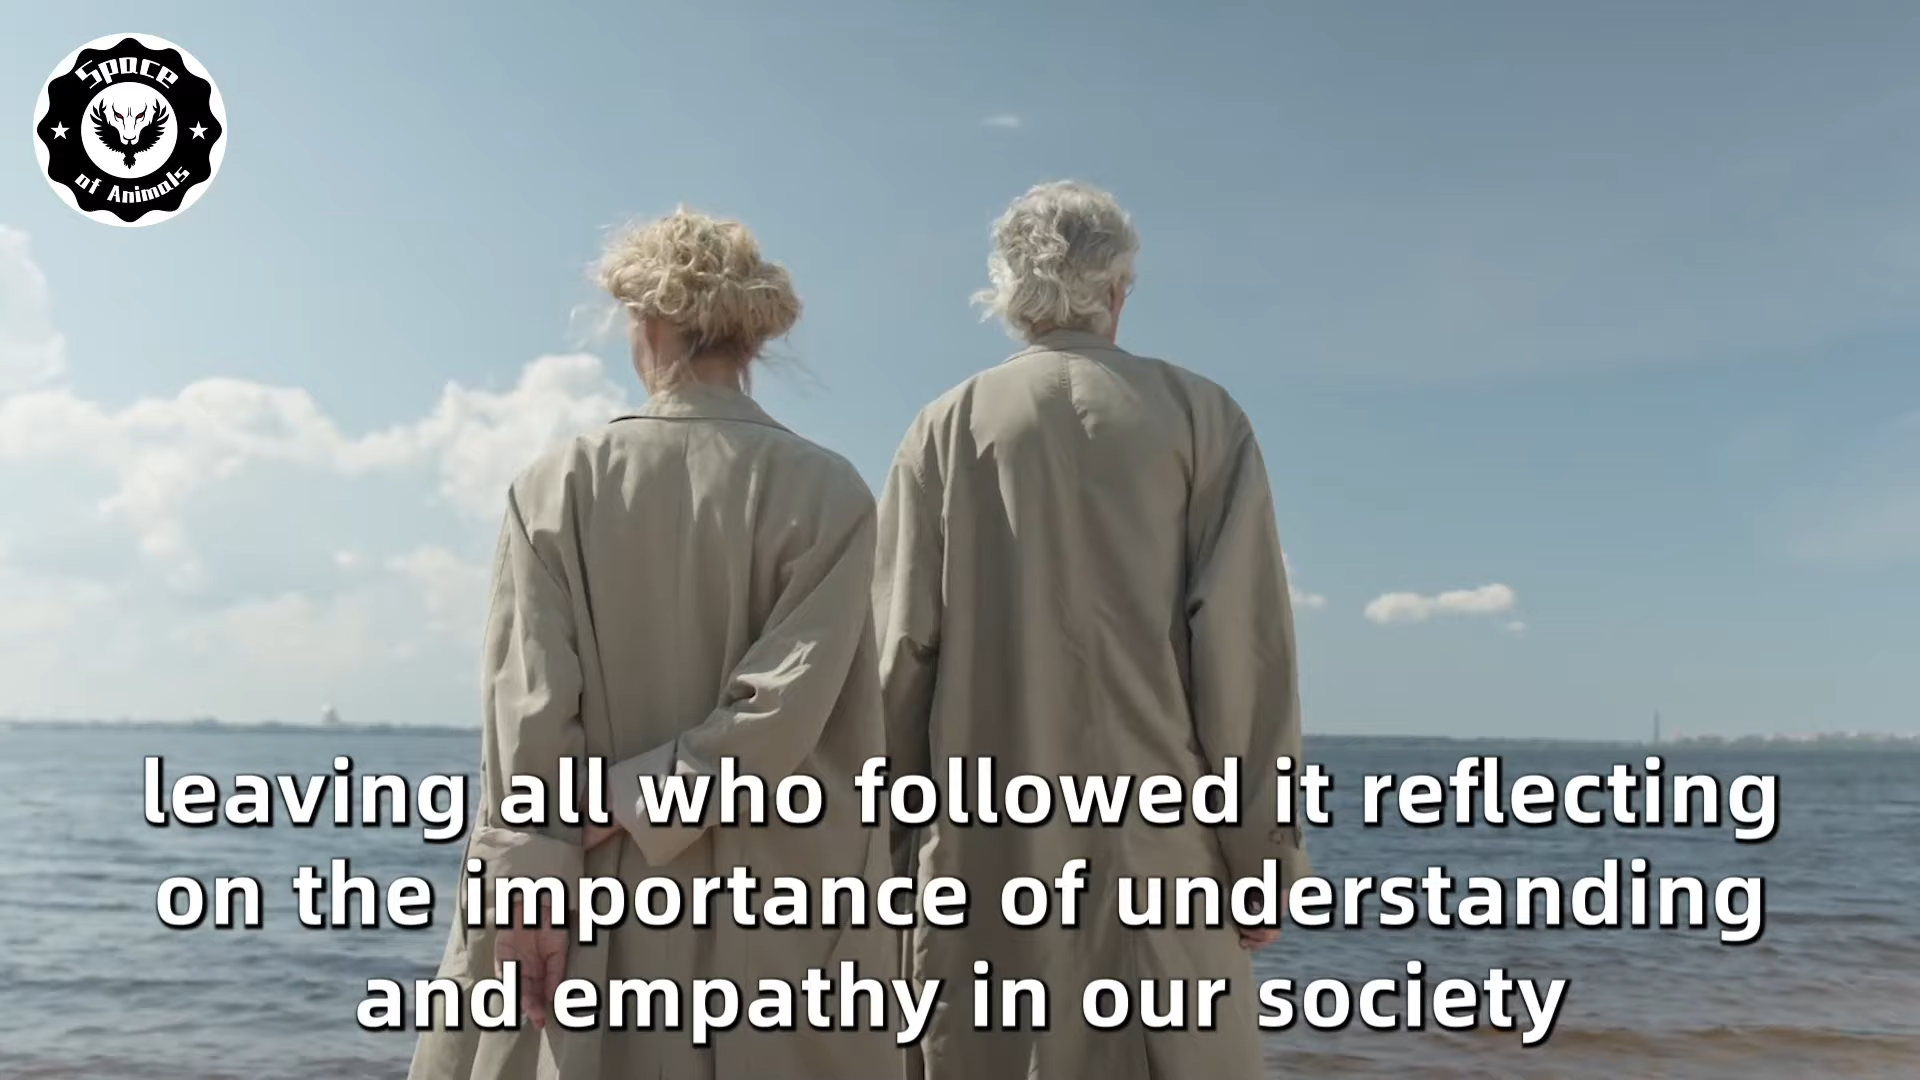 Space
of Animals
leaving all who followed it reflecting
on the importance of understanding
and empathy in our society